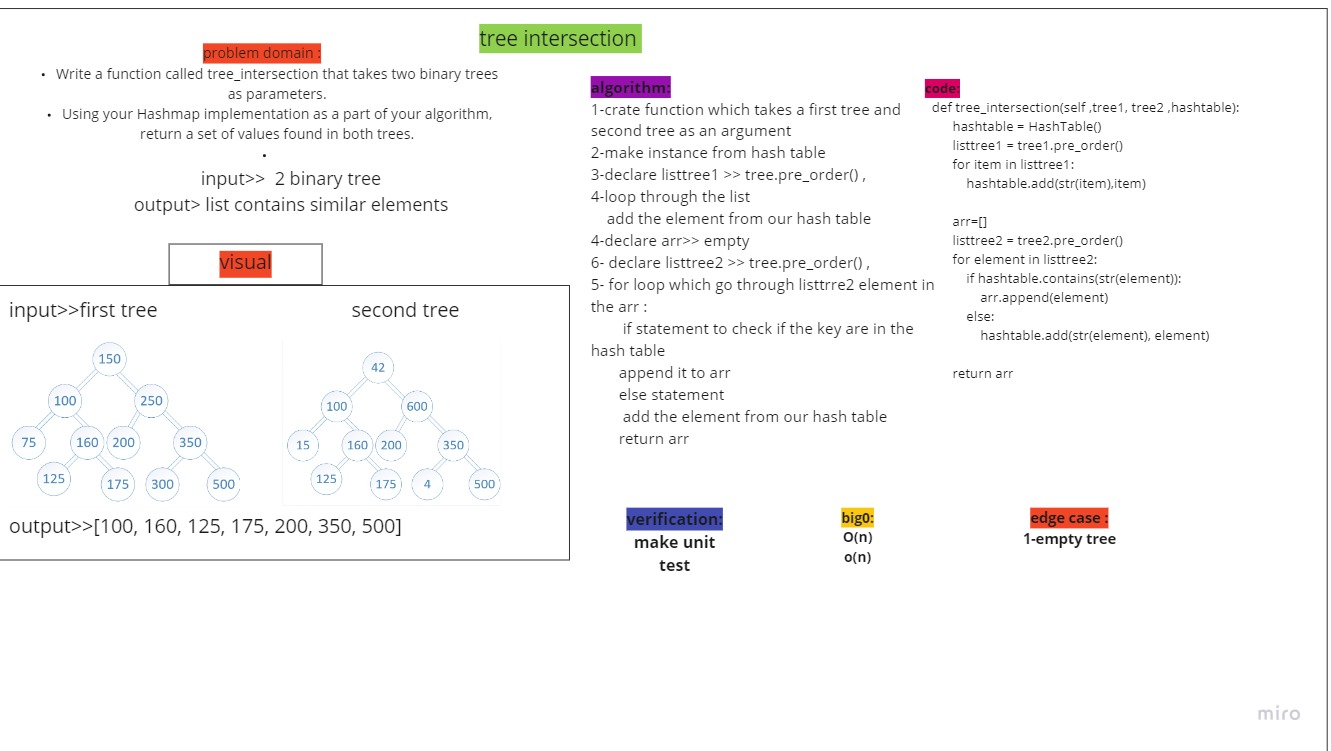 tree intersection
problem domain :
• Write a function called tree_intersection that takes two binary trees
as parameters.
• Using your Hashmap implementation as a part of your algorithm,
return a set of values found in both trees.
•
input>> 2 binary tree
output> list contains similar elements
visual
input>>first tree
second tree
150
100
250
75
160
200
350
125
175
300
500
42
100
600
15
160
200
350
125
175
4
500
output>>[100, 160, 125, 175, 200, 350, 500]
algorithm:
1-crate function which takes a first tree and
second tree as an argument
2-make instance from hash table
3-declare listtree1 >> tree.pre_order() ,
4-loop through the list
add the element from our hash table
4-declare arr>> empty
6- declare listtree2 >> tree.pre_order() ,
5- for loop which go through listtrre2 element in
the arr :
if statement to check if the key are in the
hash table
append it to arr
else statement
add the element from our hash table
return arr
code:
def tree_intersection(self ,tree1, tree2 ,hashtable):
hashtable = HashTable()
listtree1 = tree1.pre_order()
for item in listtree1:
hashtable.add(str(item),item)
arr=[]
listtree2 = tree2.pre_order()
for element in listtree2:
if hashtable.contains(str(element)):
arr.append(element)
else:
hashtable.add(str(element), element)
return arr
verification:
make unit
test
big0:
O(n)
o(n)
edge case :
1-empty tree
miro